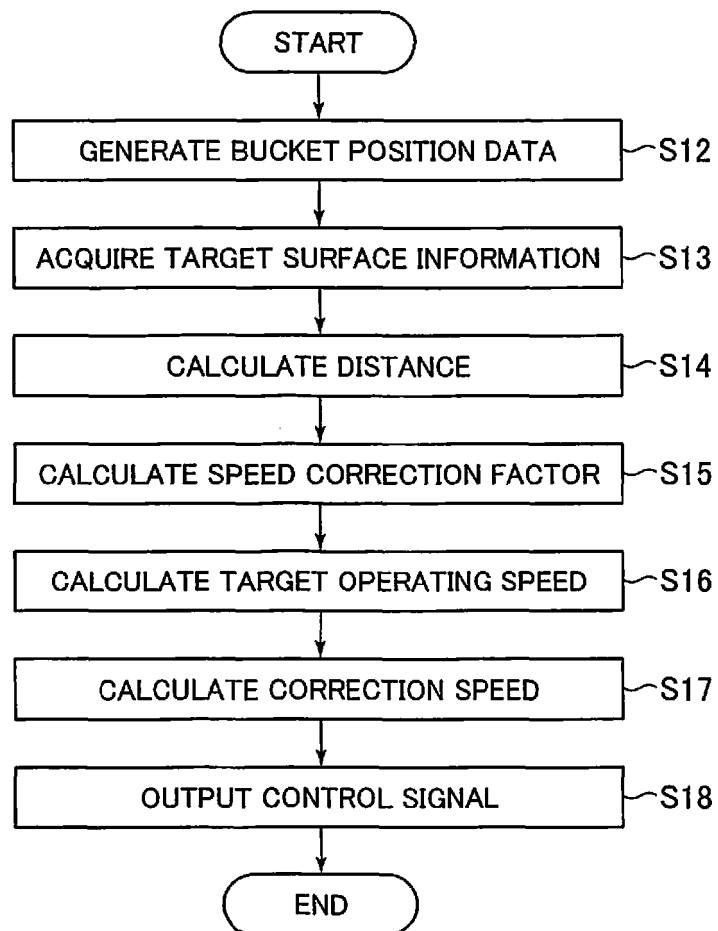 START
GENERATE BUCKET POSITION DATA S12
ACQUIRE TARGET SURFACE INFORMATION S13
CALCULATE DISTANCE S14
CALCULATE SPEED CORRECTION FACTOR S15
CALCULATE TARGET OPERATING SPEED S16
CALCULATE CORRECTION SPEED S17
OUTPUT CONTROL SIGNAL S18
END